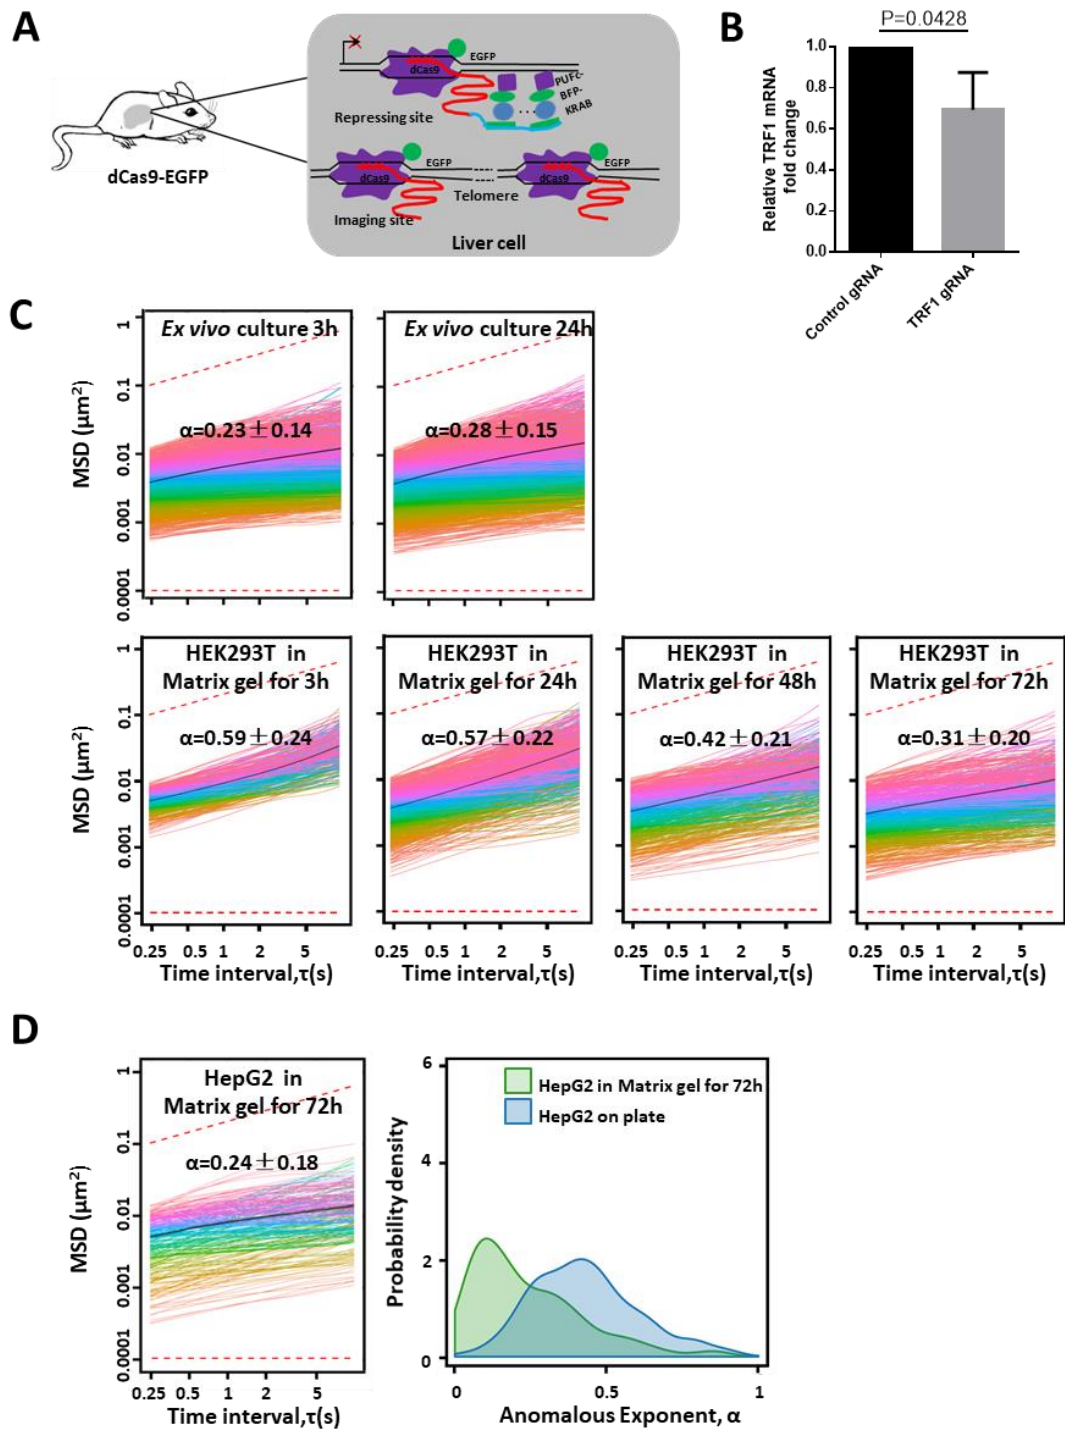 A
dCas9-EGFP
EGFP
dCas9
PUFc-
BFP-
KRAB
Repressing site
EGFP
EGFP
dCas9
dCas9
Telomere
Imaging site
Liver cell
B
P=0.0428
Relative TRF1 mRNA
fold change
1.0
0.8
0.6
0.4
0.2
0.0
Control gRNA
TRF1 gRNA
C
MSD (μm²)
1
0.1
0.01
0.001
0.0001
Ex vivo culture 3h
α=0.23±0.14
Ex vivo culture 24h
α=0.28±0.15
0.25 0.5 1 2 5
MSD (μm²)
1
0.1
0.01
0.001
0.0001
HEK293T in
Matrix gel for 3h
α=0.59±0.24
0.25 0.5 1 2 5
Time interval,τ(s)
HEK293T in
Matrix gel for 24h
α=0.57±0.22
0.25 0.5 1 2 5
Time interval,τ(s)
HEK293T in
Matrix gel for 48h
α=0.42±0.21
0.25 0.5 1 2 5
Time interval,τ(s)
HEK293T in
Matrix gel for 72h
α=0.31±0.20
0.25 0.5 1 2 5
Time interval,τ(s)
D
MSD (μm²)
1
0.1
0.01
0.001
0.0001
HepG2 in
Matrix gel for 72h
α=0.24±0.18
0.25 0.5 1 2 5
Time interval,τ(s)
Probability density
6
4
2
0
HepG2 in Matrix gel for 72h
HepG2 on plate
0 0.5 1
Anomalous Exponent, α